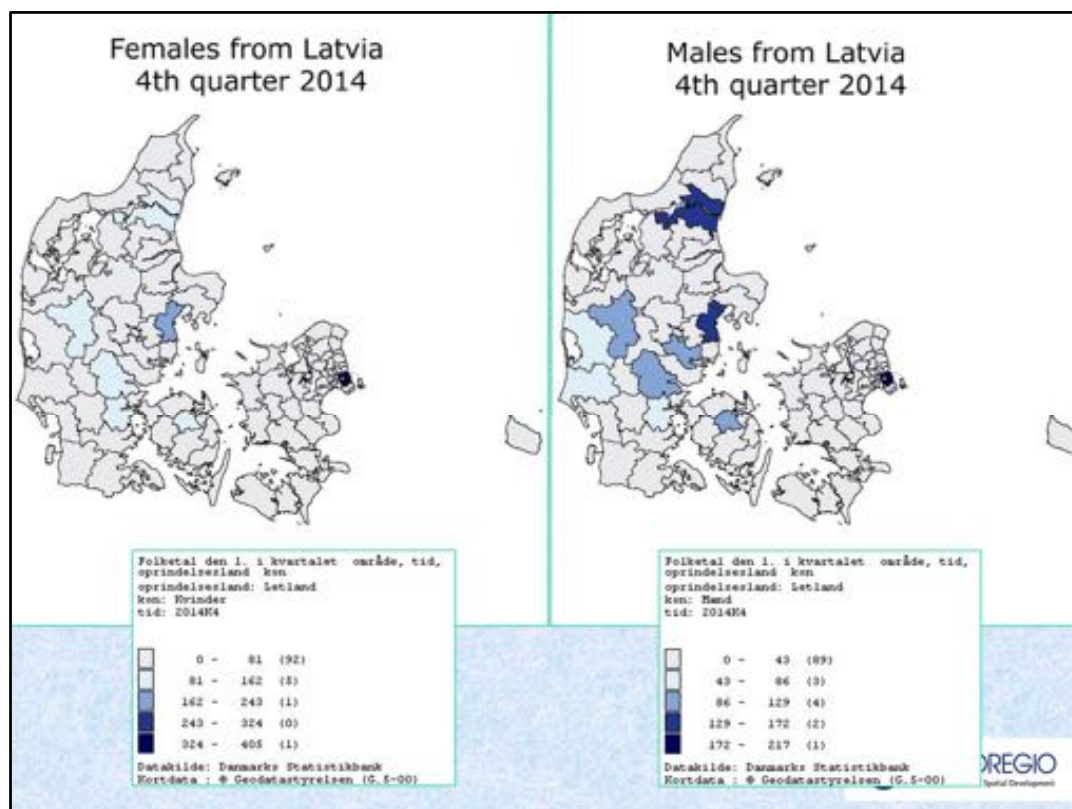 Females from Latvia
4th quarter 2014
Males from Latvia
4th quarter 2014
Folketal den 1. i kvartalet område, tid,
oprindelsesland køn
oprindelsesland: Letland
køn: Kvinder
tid: 2014K4
0 - 81 (92)
81 - 162 (5)
162 - 243 (1)
243 - 324 (0)
324 - 405 (1)
Datakilde: Danmarks Statistikbank
Kortdata : © Geodatastyrelsen (G.5-00)
Folketal den 1. i kvartalet område, tid,
oprindelsesland køn
oprindelsesland: Letland
køn: Mænd
tid: 2014K4
0 - 43 (89)
43 - 86 (3)
86 - 129 (4)
129 - 172 (2)
172 - 217 (1)
Datakilde: Danmarks Statistikbank
Kortdata : © Geodatastyrelsen (G.5-00)
DREGIO
Spatial Development